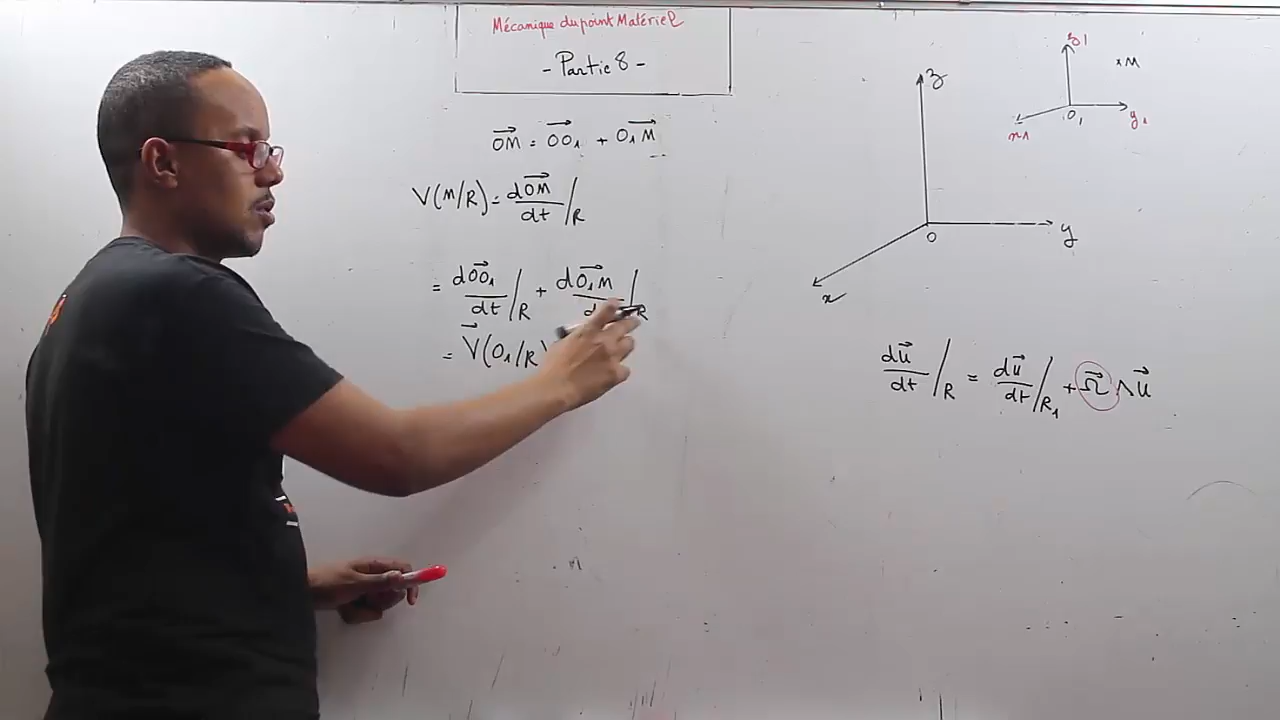 Mécanique du point Matériel
- Partie 8 -
OM⃗ = OO₁⃗ + O₁M⃗
V(M/R) = dOM⃗/dt /R
= dOO₁⃗/dt /R + dO₁M⃗/dt /R
= V⃗(O₁/R)
z
y
x
O
z1
M
y1
x1
O₁
du⃗/dt /R = du⃗/dt /R₁ + Ω⃗ ∧ u⃗